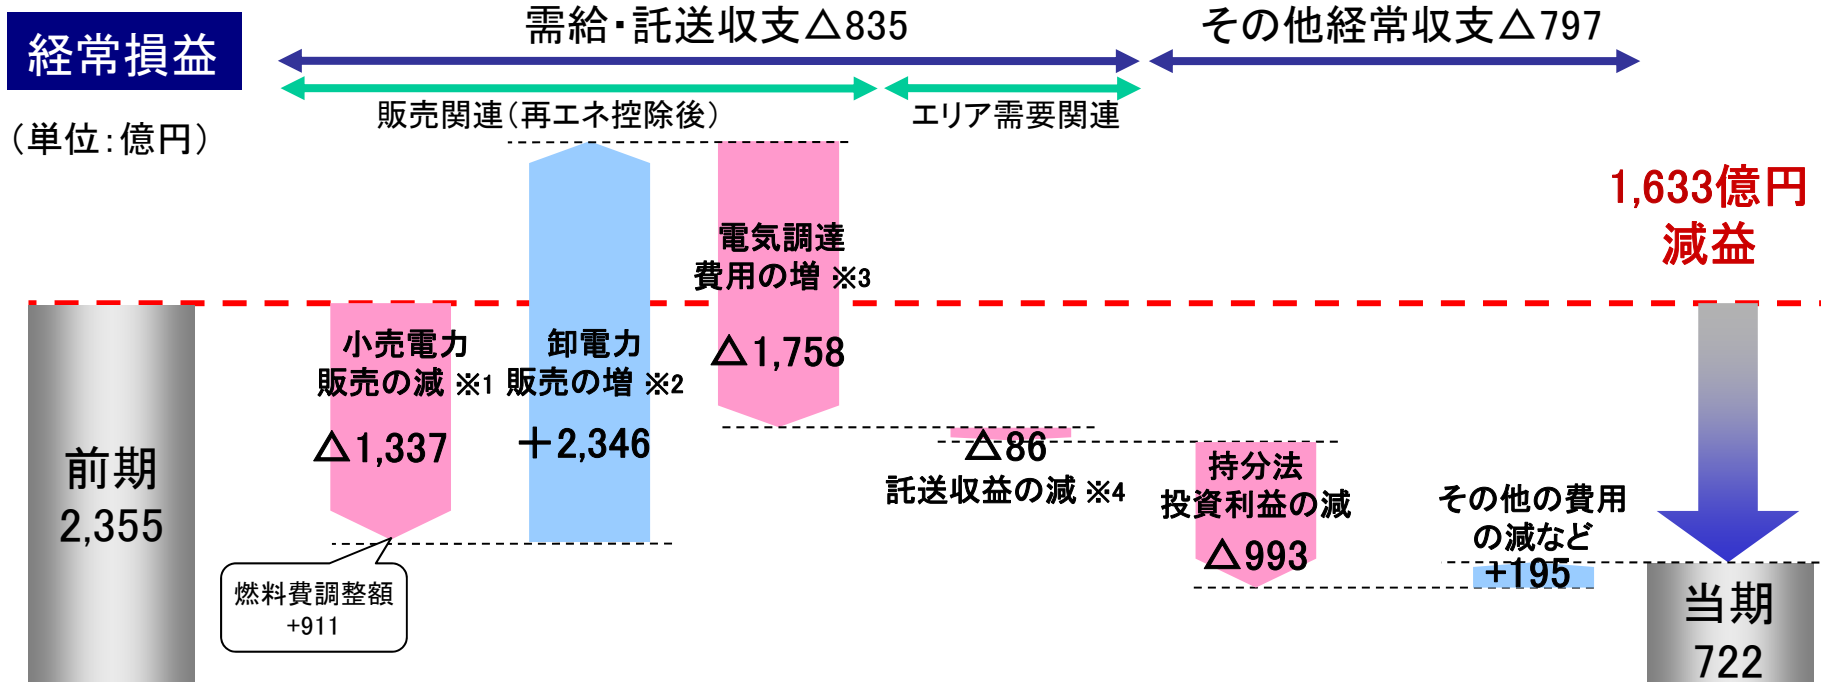 経常損益
(単位:億円)
需給・託送収支△835
その他経常収支△797
販売関連(再エネ控除後)
エリア需要関連
1,633億円
減益
前期
2,355
小売電力
販売の減 ※1
△1,337
燃料費調整額
+911
卸電力
販売の増 ※2
+2,346
電気調達
費用の増 ※3
△1,758
△86
託送収益の減 ※4
持分法
投資利益の減
△993
その他の費用
の減など
+195
当期
722